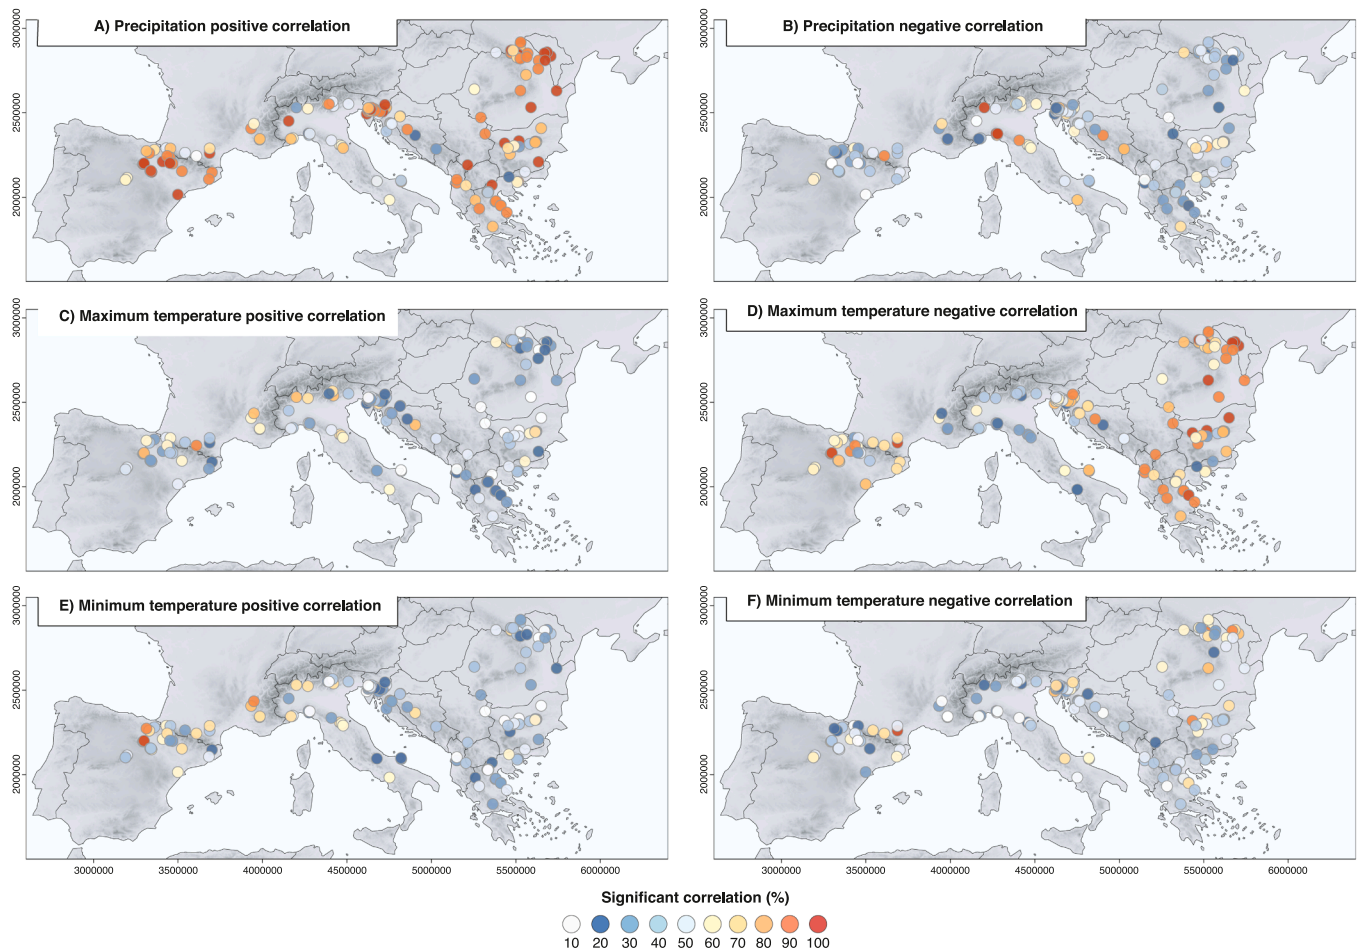 A) Precipitation positive correlation
B) Precipitation negative correlation
3000000
2500000
2000000
3000000
2500000
2000000
C) Maximum temperature positive correlation
D) Maximum temperature negative correlation
3000000
2500000
2000000
3000000
2500000
2000000
E) Minimum temperature positive correlation
F) Minimum temperature negative correlation
3000000
2500000
2000000
3000000
2500000
2000000
3000000 3500000 4000000 4500000 5000000 5500000 6000000
3000000 3500000 4000000 4500000 5000000 5500000 6000000
Significant correlation (%)
10 20 30 40 50 60 70 80 90 100